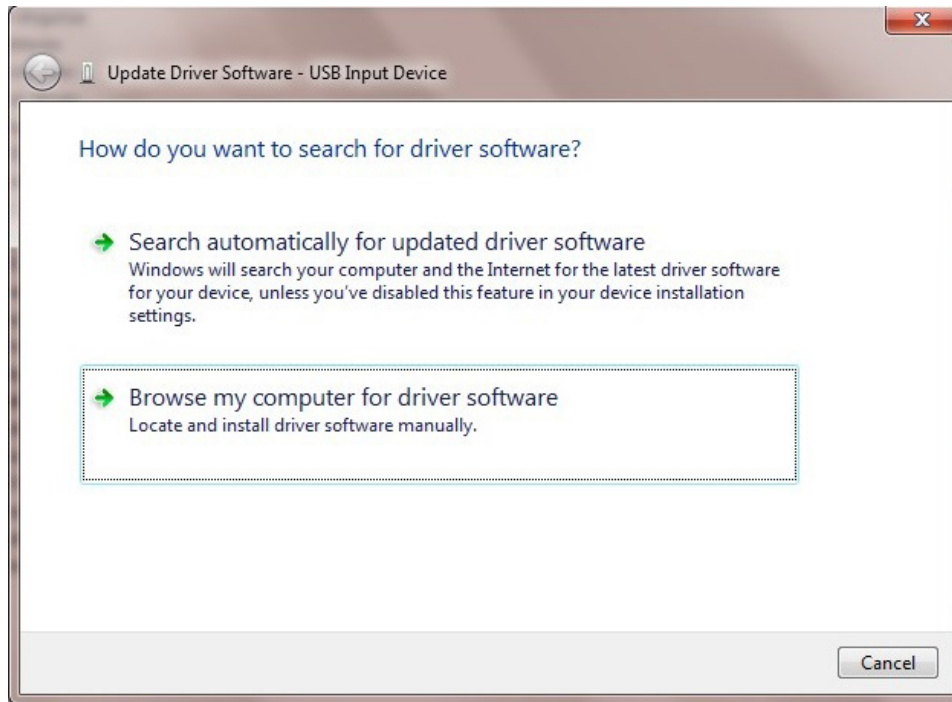 Update Driver Software - USB Input Device
How do you want to search for driver software?
Search automatically for updated driver software
Windows will search your computer and the Internet for the latest driver software
for your device, unless you've disabled this feature in your device installation
settings.
Browse my computer for driver software
Locate and install driver software manually.
Cancel